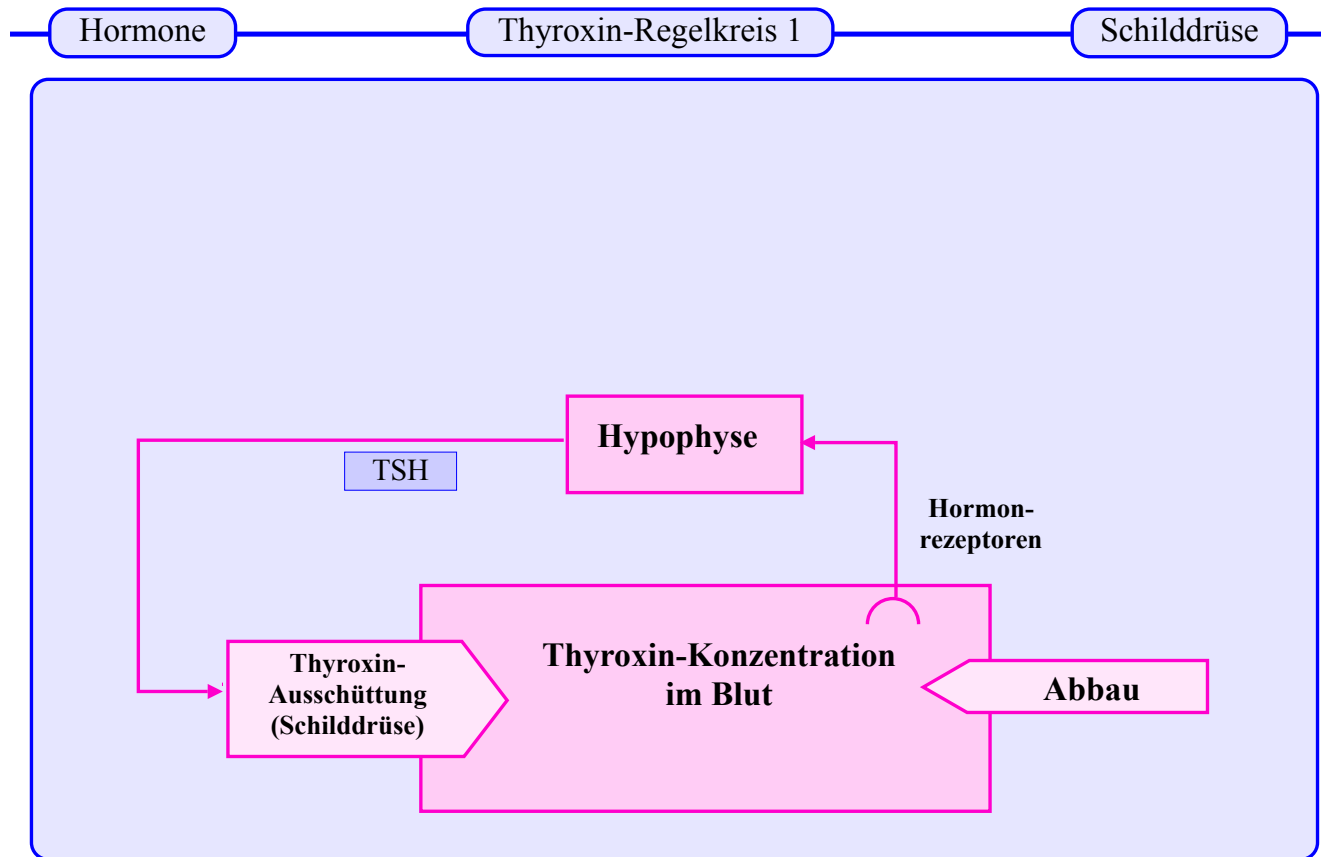 Hormone
Thyroxin-Regelkreis 1
Schilddrüse
Hypophyse
TSH
Hormon-
rezeptoren
Thyroxin-Konzentration
im Blut
Thyroxin-
Ausschüttung
(Schilddrüse)
Abbau